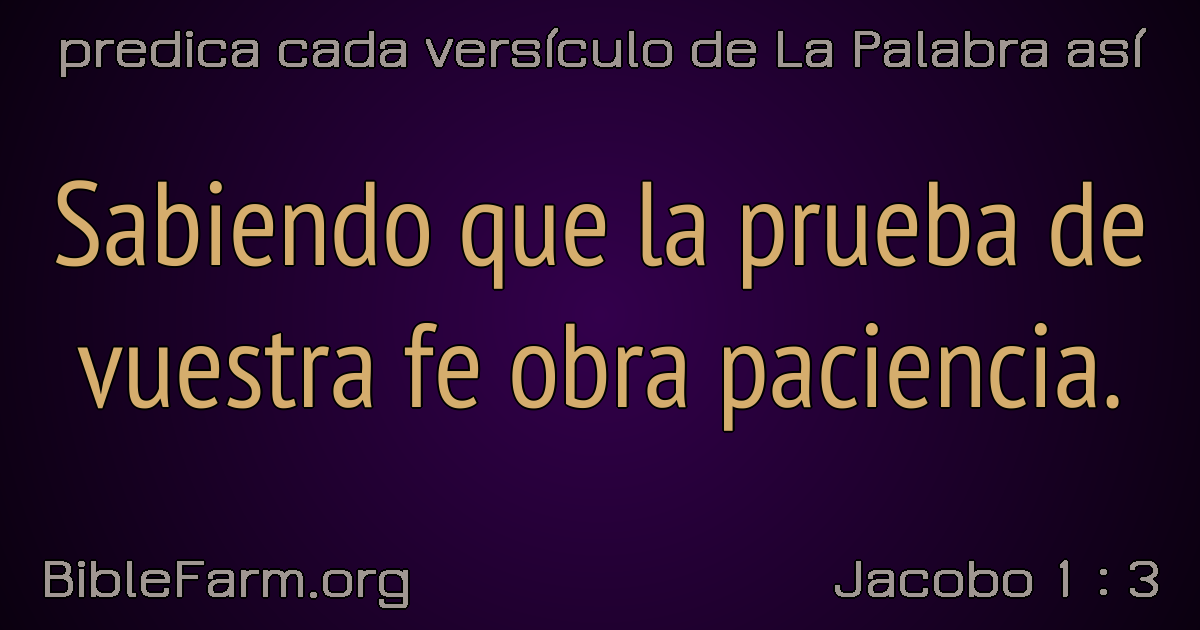 predica cada versículo de La Palabra así
Sabiendo que la prueba de
vuestra fe obra paciencia.
BibleFarm.org
Jacobo 1 : 3